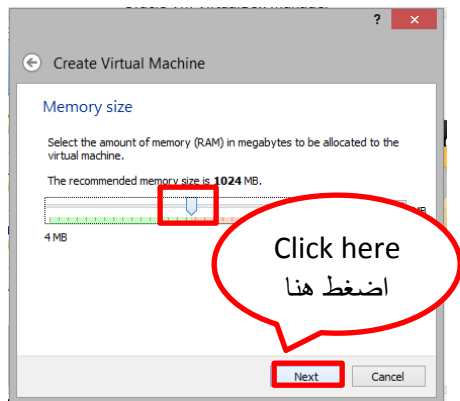 ?
Create Virtual Machine
Memory size
Select the amount of memory (RAM) in megabytes to be allocated to the
virtual machine.
The recommended memory size is 1024 MB.
4 MB
MB
Click here
اضغط هنا
Next
Cancel